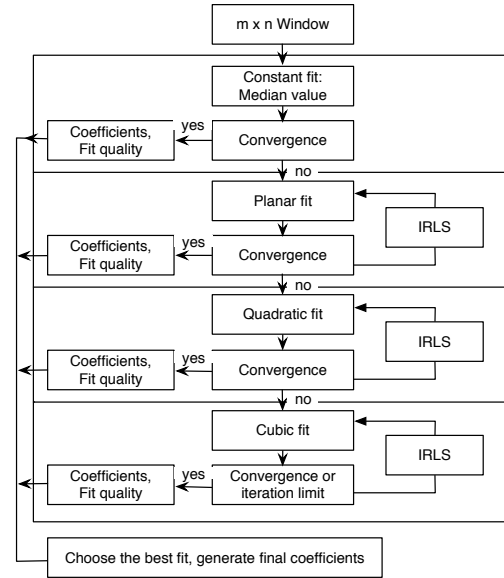 m x n Window
Constant fit:
Median value
Coefficients,
Fit quality
yes
Convergence
no
Planar fit
IRLS
Coefficients,
Fit quality
yes
Convergence
no
Quadratic fit
IRLS
Coefficients,
Fit quality
yes
Convergence
no
Cubic fit
IRLS
Coefficients,
Fit quality
yes
Convergence or
iteration limit
Choose the best fit, generate final coefficients